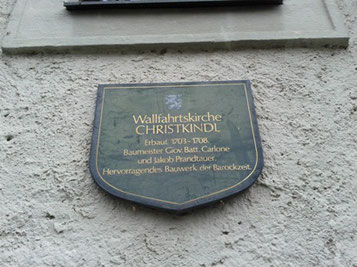 Wallfahrtskirche
CHRISTKINDL
Erbaut 1703-1708.
Baumeister Giov. Batt. Carlone
und Jakob Prandtauer.
Hervorragendes Bauwerk der Barockzeit.